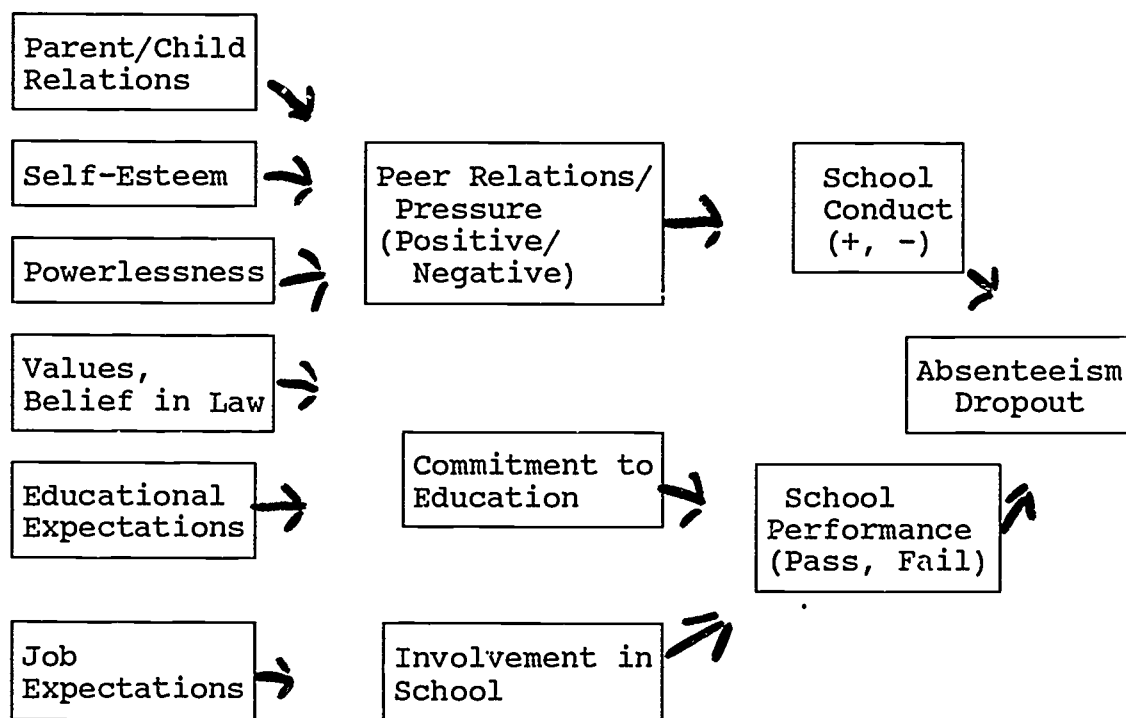 Parent/Child
Relations
Self-Esteem
Powerlessness
Values,
Belief in Law
Educational
Expectations
Job
Expectations
Peer Relations/
Pressure
(Positive/
Negative)
Commitment to
Education
Involvement in
School
School
Conduct
(+, -)
School
Performance
(Pass, Fail)
Absenteeism
Dropout